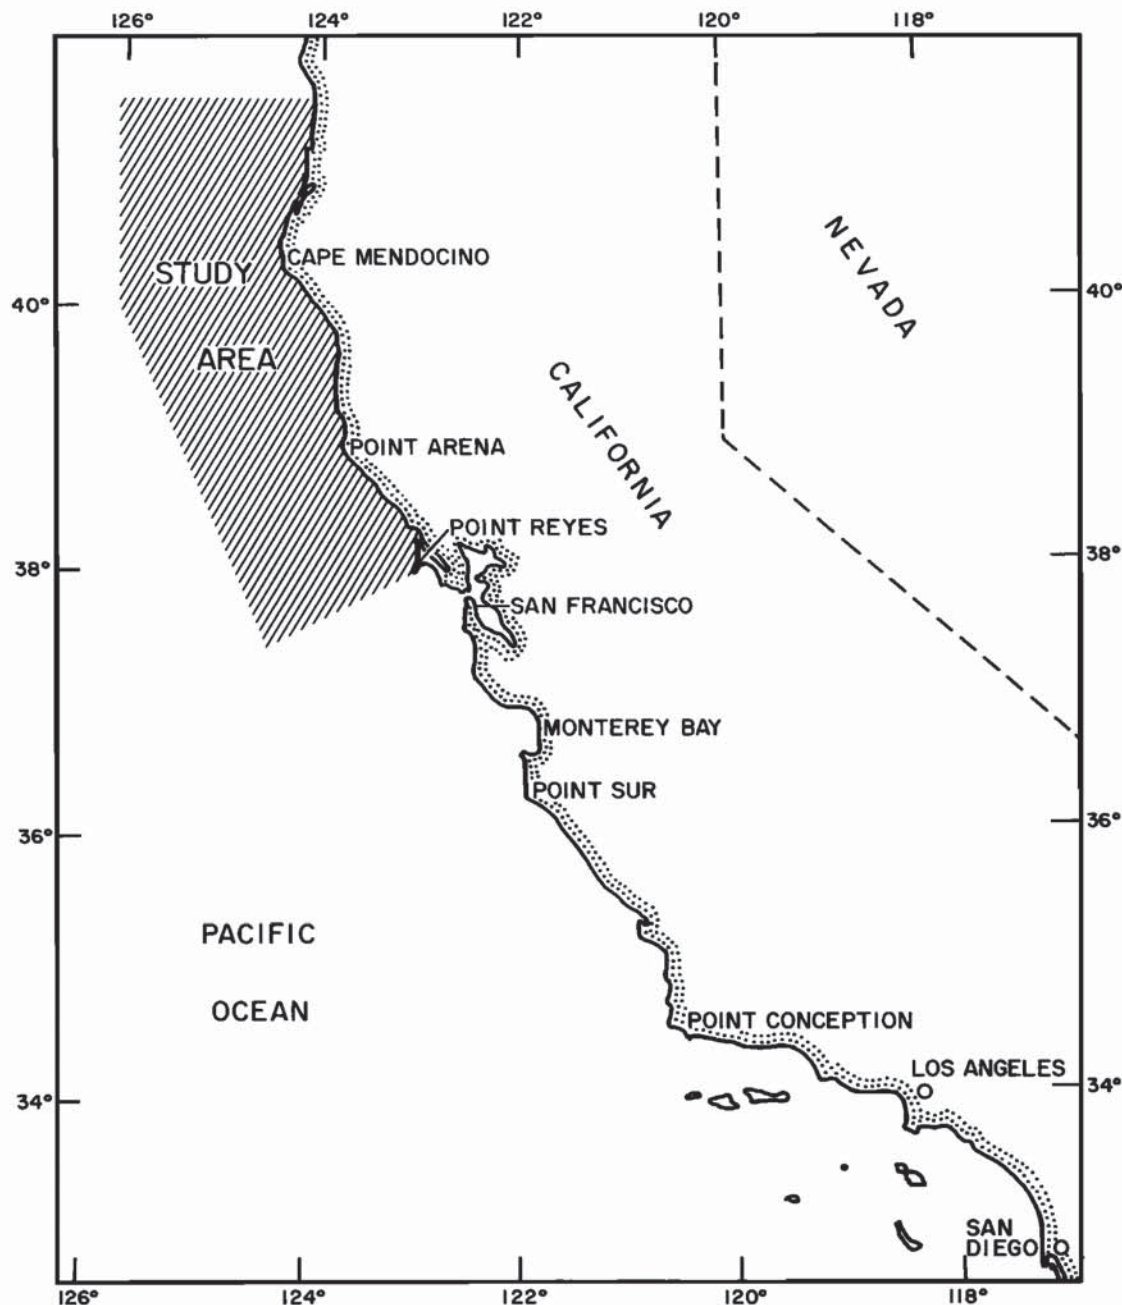 126° 124° 122° 120° 118°
NEVADA
CAPE MENDOCINO
STUDY
40° 40°
AREA
CALIFORNIA
POINT ARENA
POINT REYES
38° 38°
SAN FRANCISCO
MONTEREY BAY
POINT SUR
36° 36°
PACIFIC
OCEAN
POINT CONCEPTION
LOS ANGELES
34° 34°
SAN
DIEGO
126° 124° 122° 120° 118°